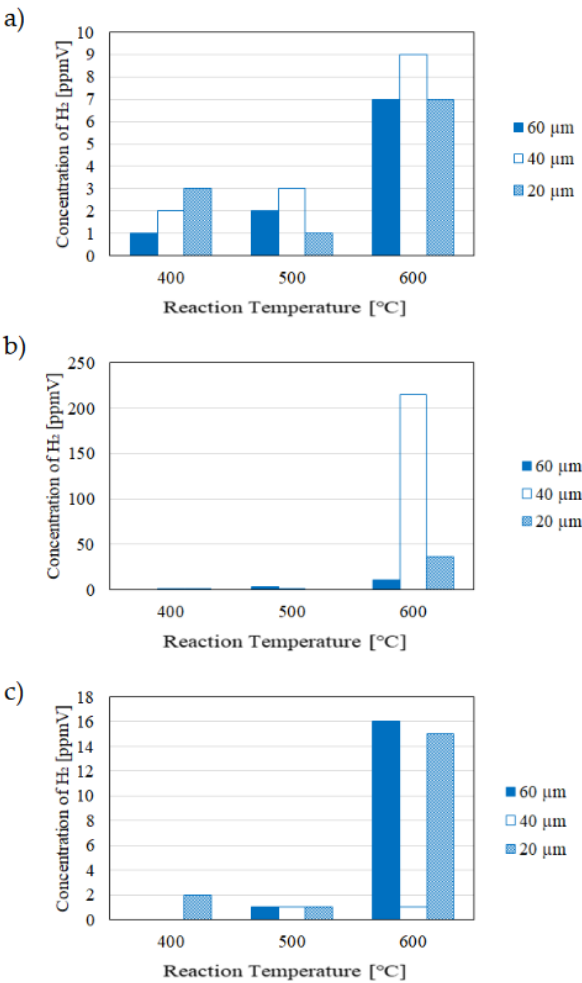 a)
Concentration of H₂ [ppmV]
10
9
8
7
6
5
4
3
2
1
0
400 500 600
Reaction Temperature [°C]
60 µm
40 µm
20 µm
b)
Concentration of H₂ [ppmV]
250
200
150
100
50
0
400 500 600
Reaction Temperature [°C]
60 µm
40 µm
20 µm
c)
Concentration of H₂ [ppmV]
18
16
14
12
10
8
6
4
2
0
400 500 600
Reaction Temperature [°C]
60 µm
40 µm
20 µm